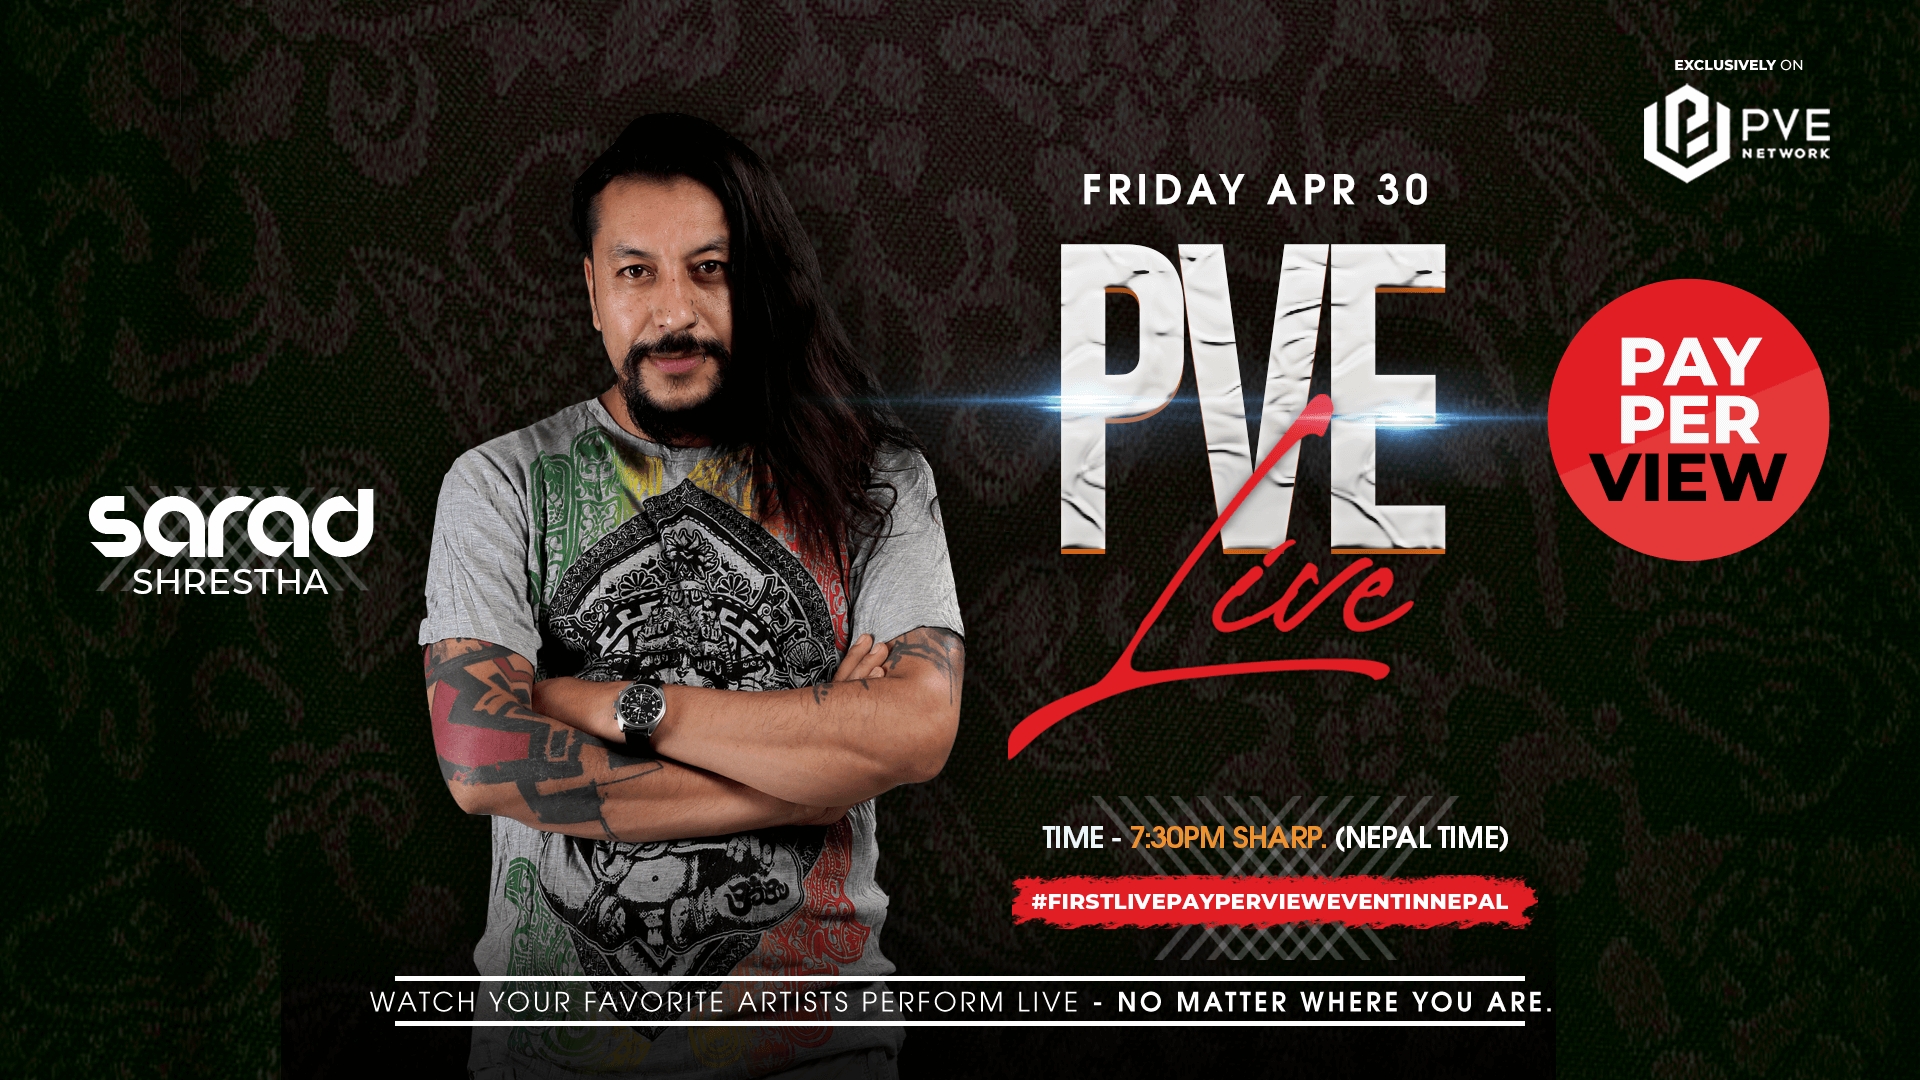 EXCLUSIVELY ON
PVE
NETWORK
FRIDAY APR 30
PVE
Live
PAY
PER
VIEW
sarad
SHRESTHA
TIME - 7:30PM SHARP. (NEPAL TIME)
#FIRSTLIVEPAYPERVIEWEVENTINNEPAL
WATCH YOUR FAVORITE ARTISTS PERFORM LIVE - NO MATTER WHERE YOU ARE.